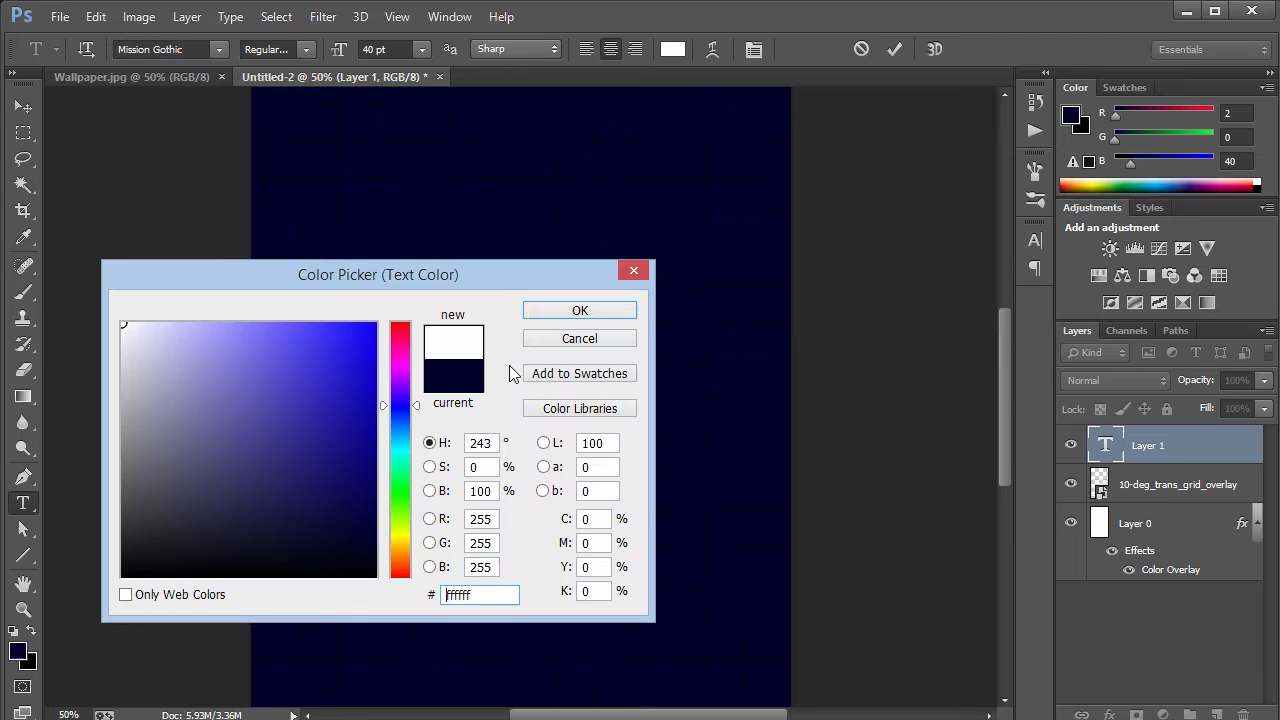 Ps File Edit Image Layer Type Select Filter 3D View Window Help
T Mission Gothic Regular... 40 pt Sharp 3D Essentials
Wallpaper.jpg @ 50% (RGB/8) × Untitled-2 @ 50% (Layer 1, RGB/8) * ×
Color Swatches
R 2
G 0
B 40
Adjustments Styles
Add an adjustment
Layers Channels Paths
Kind
Normal Opacity: 100%
Lock: Fill: 100%
T Layer 1
10-deg_trans_grid_overlay
Layer 0 fx
Effects
Color Overlay
Color Picker (Text Color)
new
current
OK
Cancel
Add to Swatches
Color Libraries
H: 243 ° L: 100
S: 0 % a: 0
B: 100 % b: 0
R: 255 C: 0 %
G: 255 M: 0 %
B: 255 Y: 0 %
# ffffff K: 0 %
Only Web Colors
50% Doc: 5.93M/3.36M